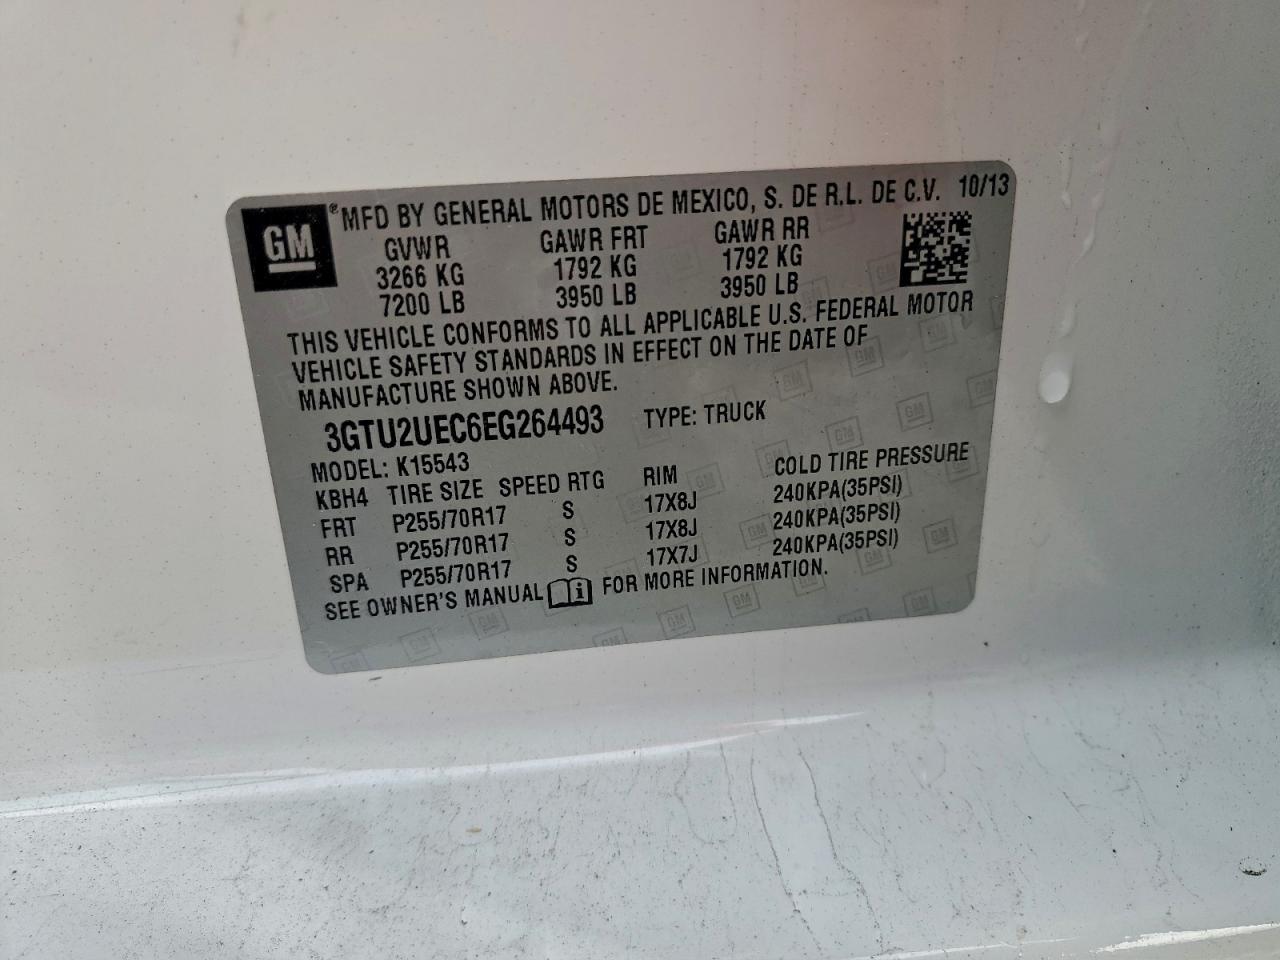 GM ® MFD BY GENERAL MOTORS DE MEXICO, S. DE R.L. DE C.V. 10/13
GVWR GAWR FRT GAWR RR
3266 KG 1792 KG 1792 KG
7200 LB 3950 LB 3950 LB
THIS VEHICLE CONFORMS TO ALL APPLICABLE U.S. FEDERAL MOTOR
VEHICLE SAFETY STANDARDS IN EFFECT ON THE DATE OF
MANUFACTURE SHOWN ABOVE.
3GTU2UEC6EG264493 TYPE: TRUCK
MODEL: K15543
KBH4 TIRE SIZE SPEED RTG RIM COLD TIRE PRESSURE
FRT P255/70R17 S 17X8J 240KPA(35PSI)
RR P255/70R17 S 17X8J 240KPA(35PSI)
SPA P255/70R17 S 17X7J 240KPA(35PSI)
SEE OWNER'S MANUAL i FOR MORE INFORMATION.